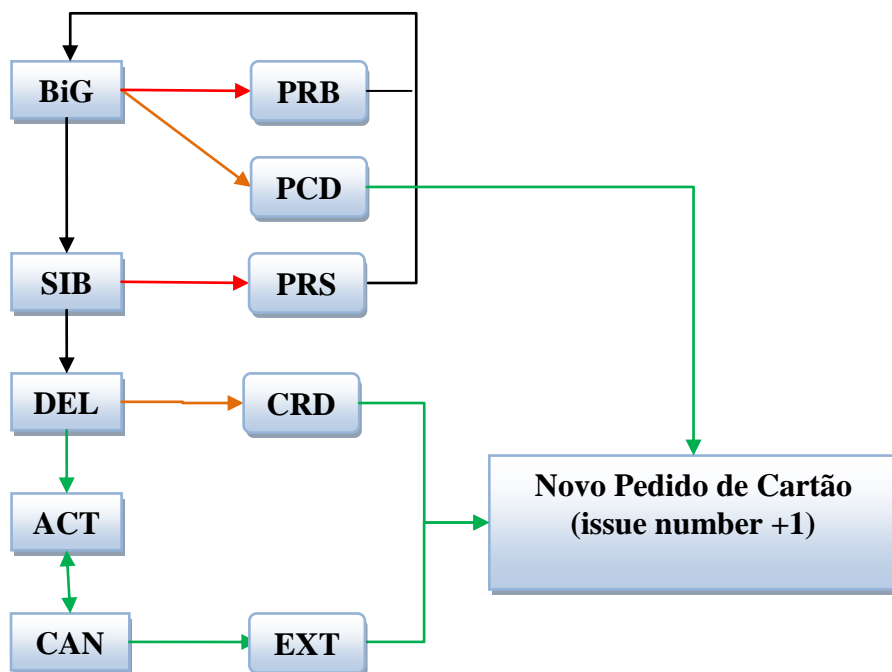 BiG
PRB
PCD
SIB
PRS
DEL
CRD
Novo Pedido de Cartão
(issue number +1)
ACT
CAN
EXT